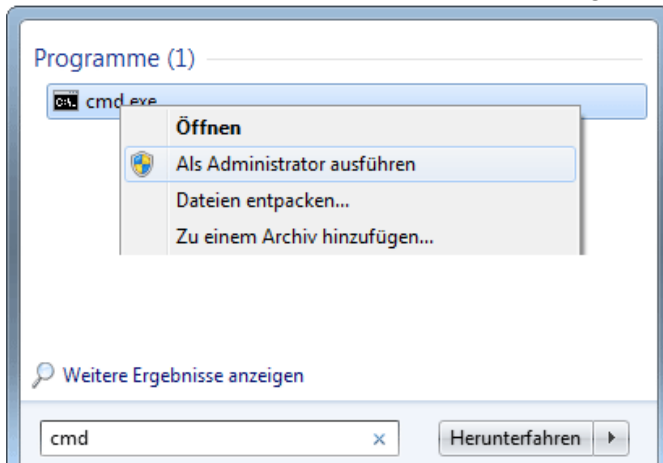 Programme (1)
cmd.exe
Öffnen
Als Administrator ausführen
Dateien entpacken...
Zu einem Archiv hinzufügen...
Weitere Ergebnisse anzeigen
cmd
Herunterfahren